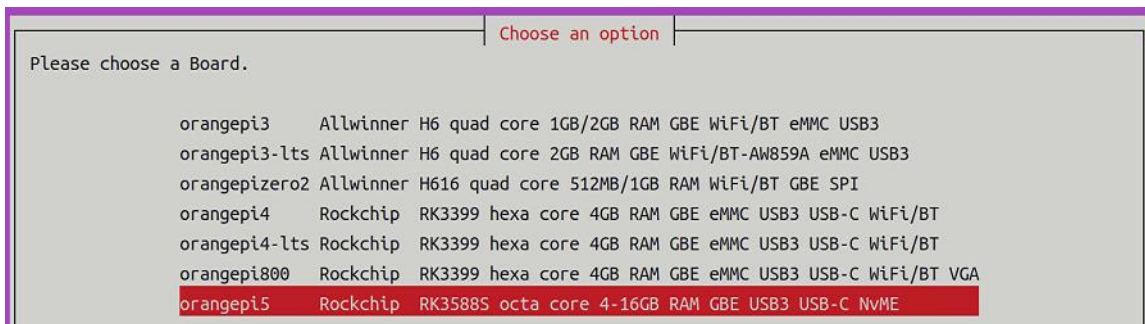 Choose an option
Please choose a Board.
orangepi3 Allwinner H6 quad core 1GB/2GB RAM GBE WiFi/BT eMMC USB3
orangepi3-lts Allwinner H6 quad core 2GB RAM GBE WiFi/BT-AW859A eMMC USB3
orangepizero2 Allwinner H616 quad core 512MB/1GB RAM WiFi/BT GBE SPI
orangepi4 Rockchip RK3399 hexa core 4GB RAM GBE eMMC USB3 USB-C WiFi/BT
orangepi4-lts Rockchip RK3399 hexa core 4GB RAM GBE eMMC USB3 USB-C WiFi/BT
orangepi800 Rockchip RK3399 hexa core 4GB RAM GBE eMMC USB3 USB-C WiFi/BT VGA
orangepi5 Rockchip RK3588S octa core 4-16GB RAM GBE USB3 USB-C NvME